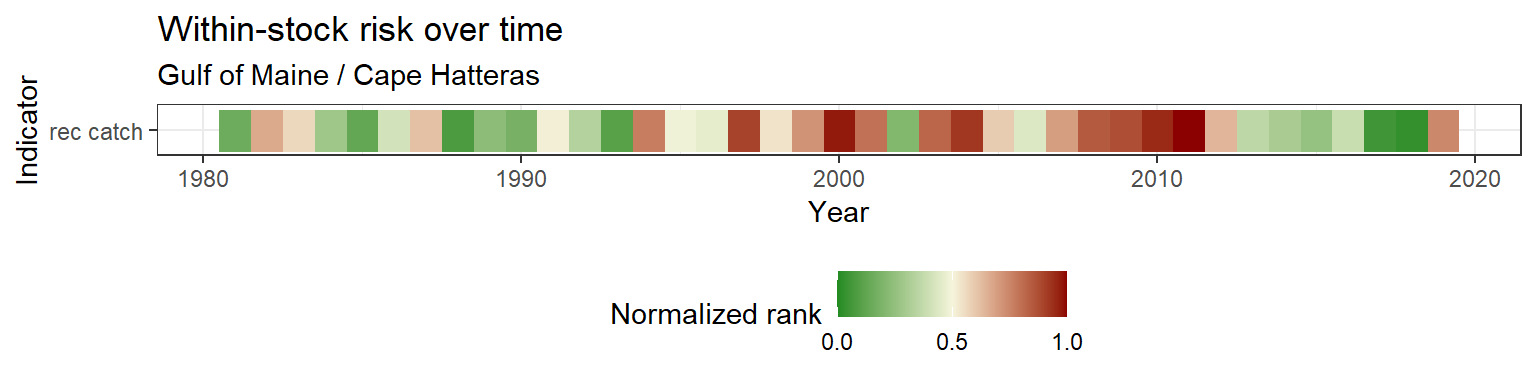 Within-stock risk over time
Gulf of Maine / Cape Hatteras
Indicator
rec catch
1980 1990 2000 2010 2020
Year
Normalized rank
0.0 0.5 1.0